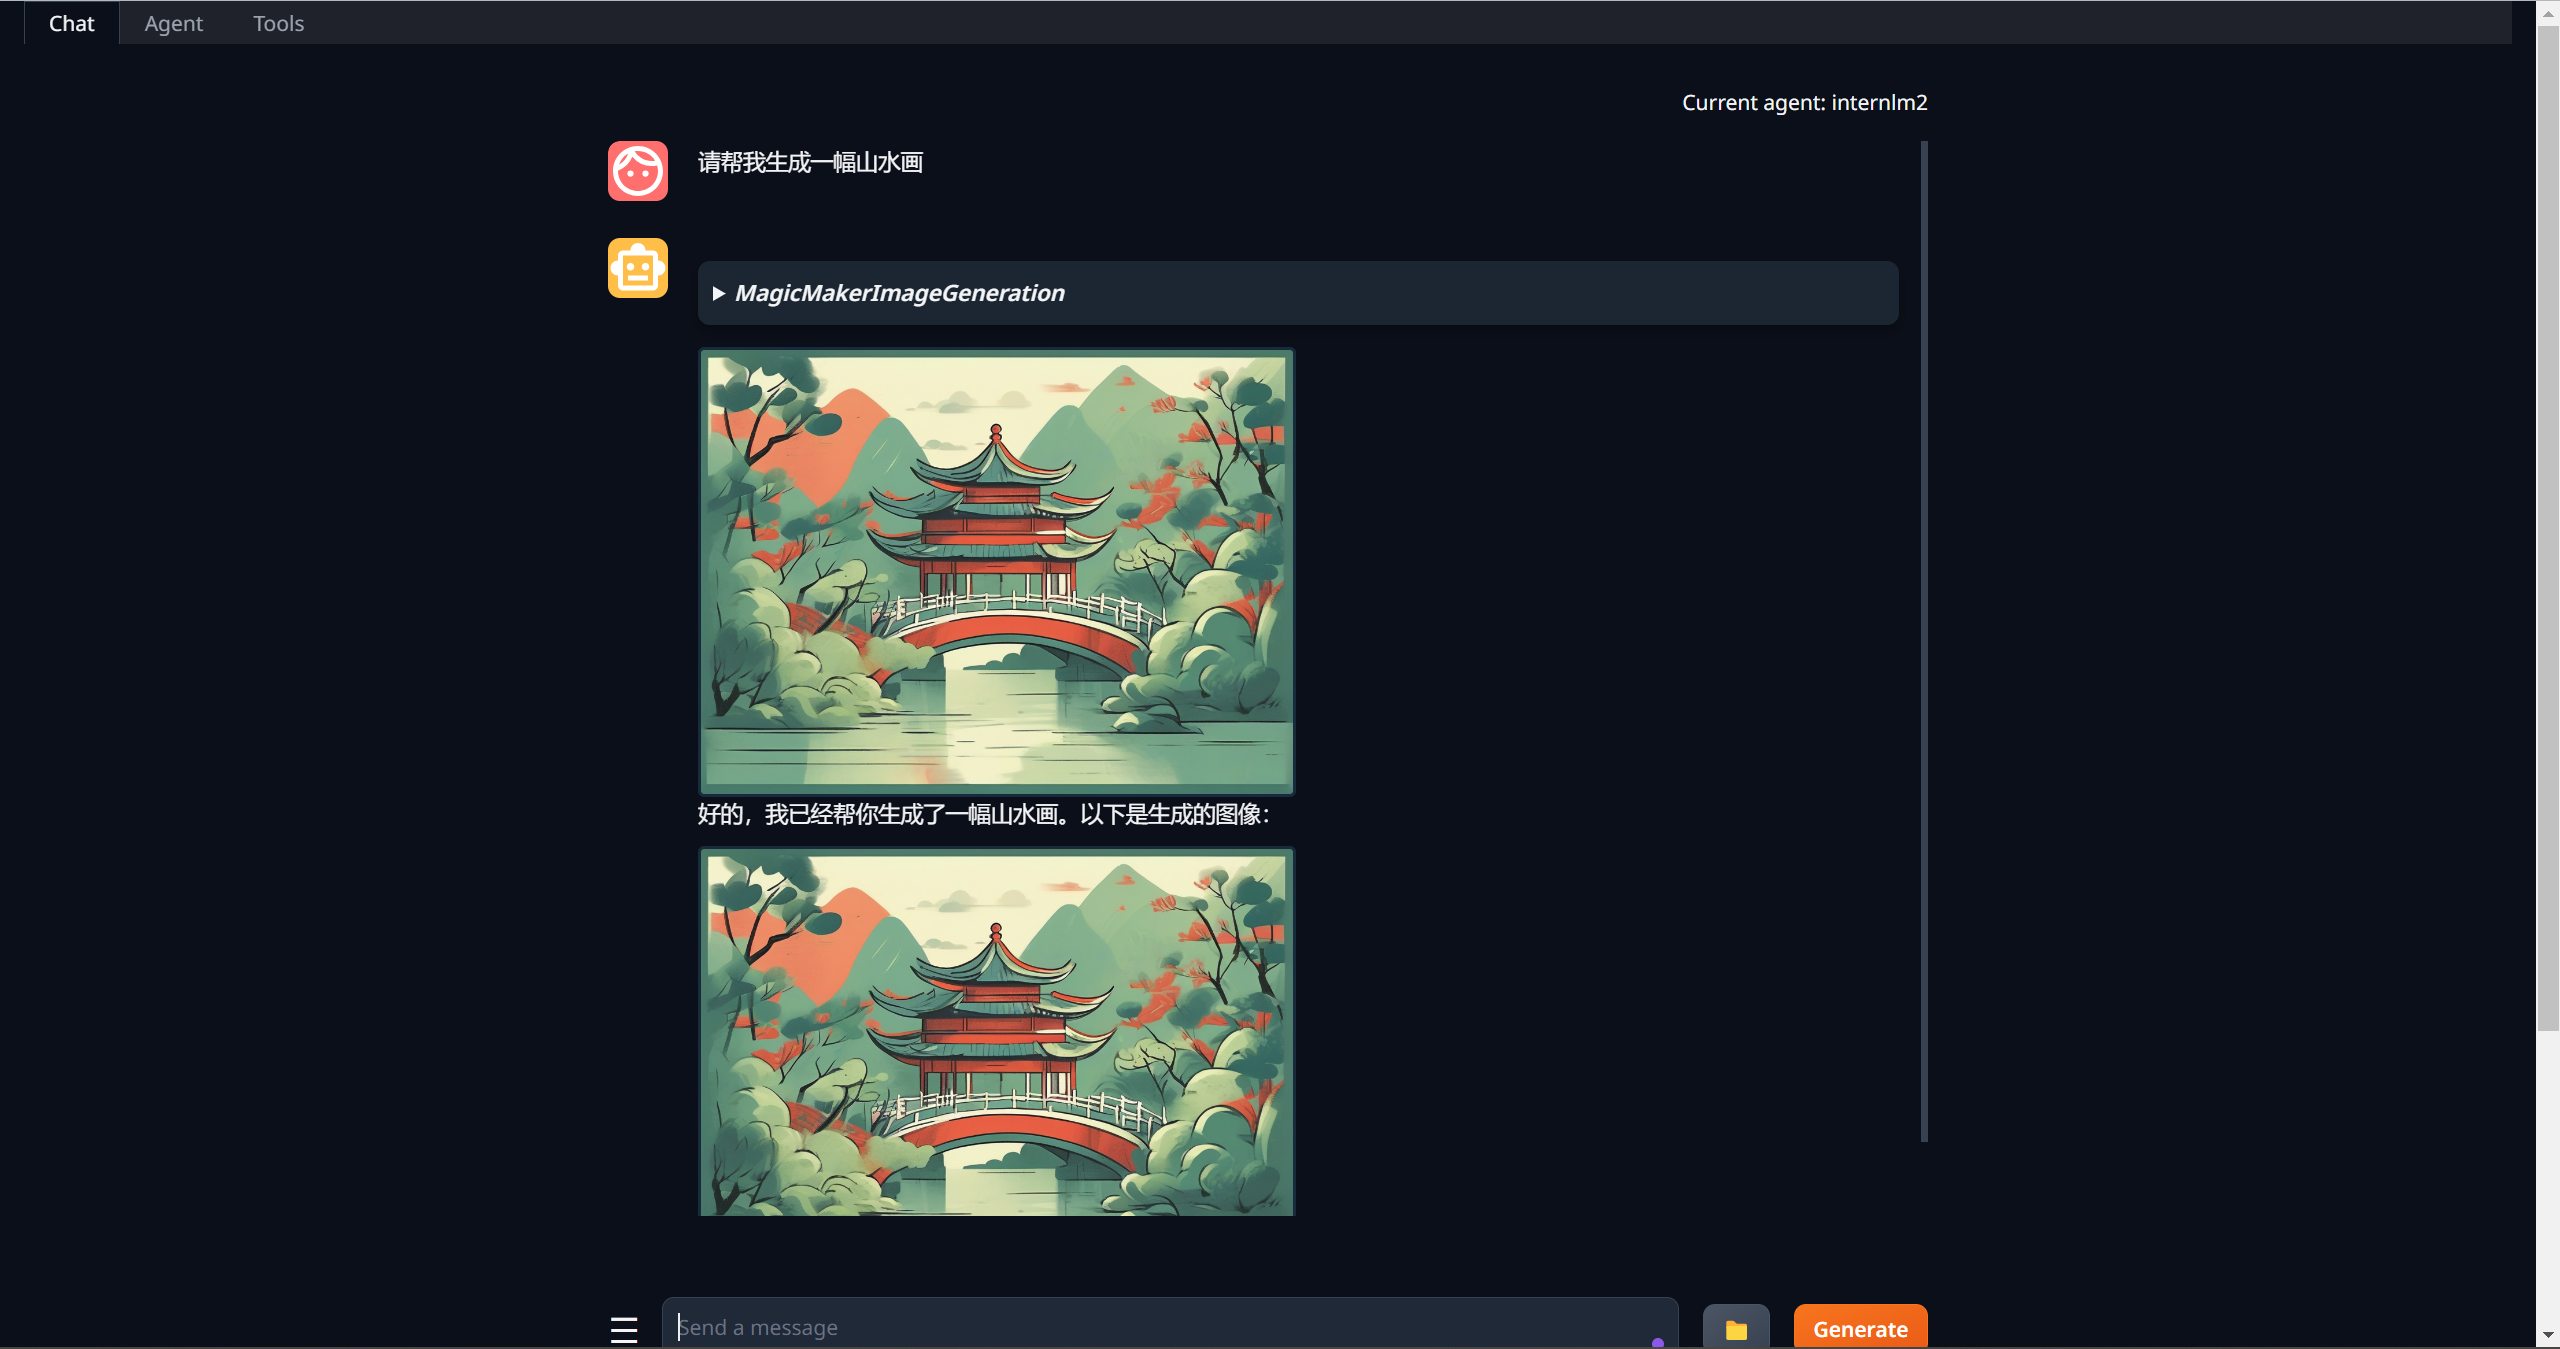 Chat Agent Tools
Current agent: internlm2
请帮我生成一幅山水画
MagicMakerImageGeneration
好的，我已经帮你生成了一幅山水画。以下是生成的图像：
Send a message
Generate